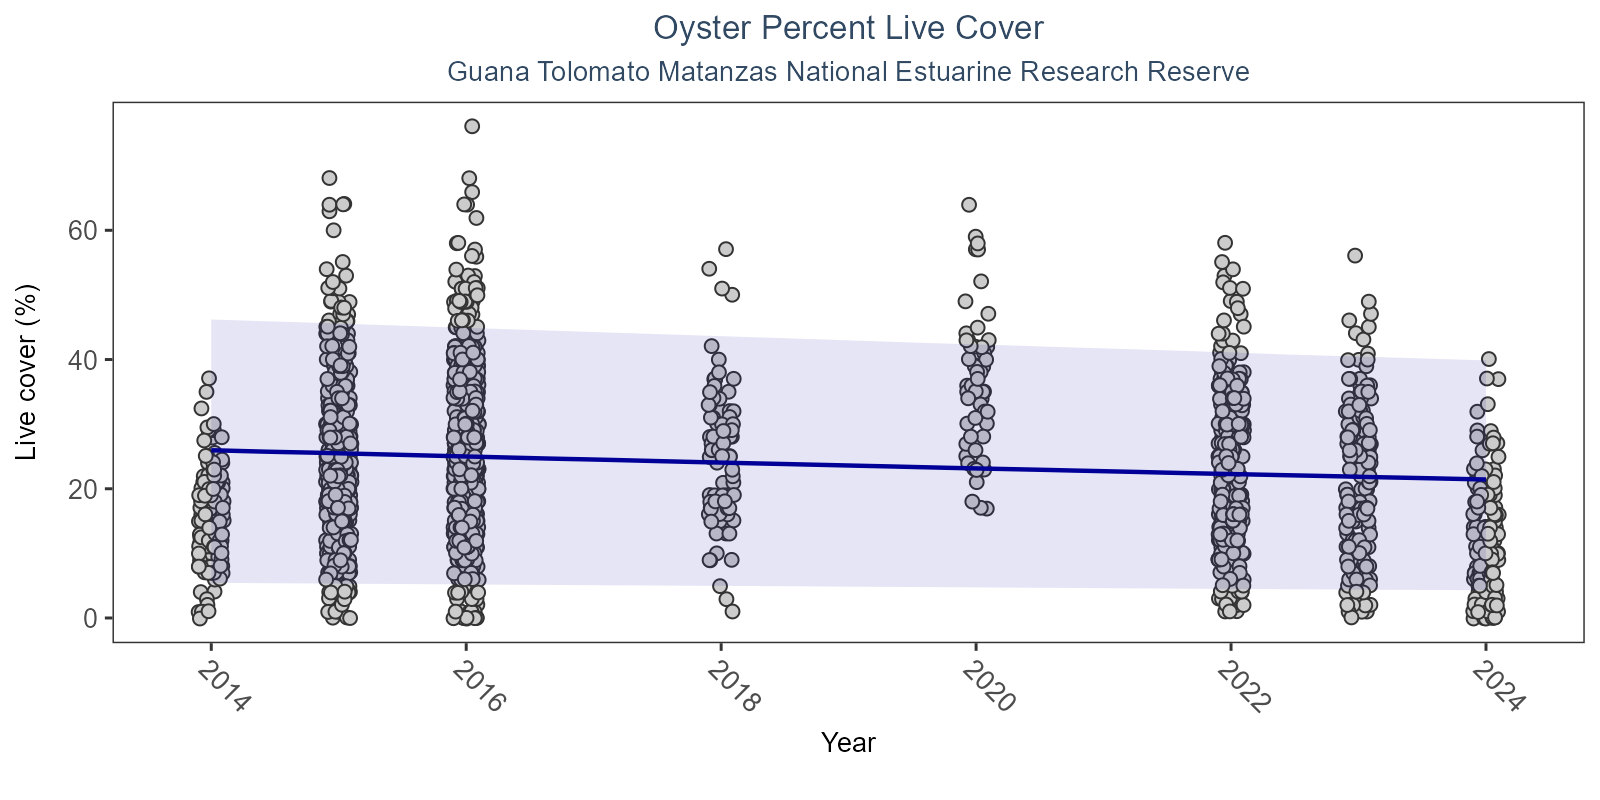 Oyster Percent Live Cover
Guana Tolomato Matanzas National Estuarine Research Reserve
Live cover (%)
60
40
20
0
2014
2016
2018
2020
2022
2024
Year